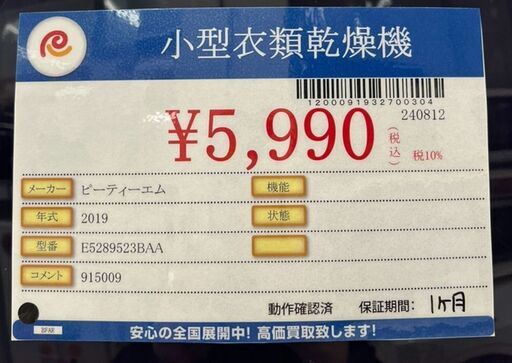 小型衣類乾燥機
1200091932700304
240812
¥5,990(税込) 税10%
メーカー ピーティーエム 機能
年式 2019 状態
型番 E5289523BAA
コメント 915009
動作確認済 保証期間: 1ヶ月
安心の全国展開中! 高価買取致します!